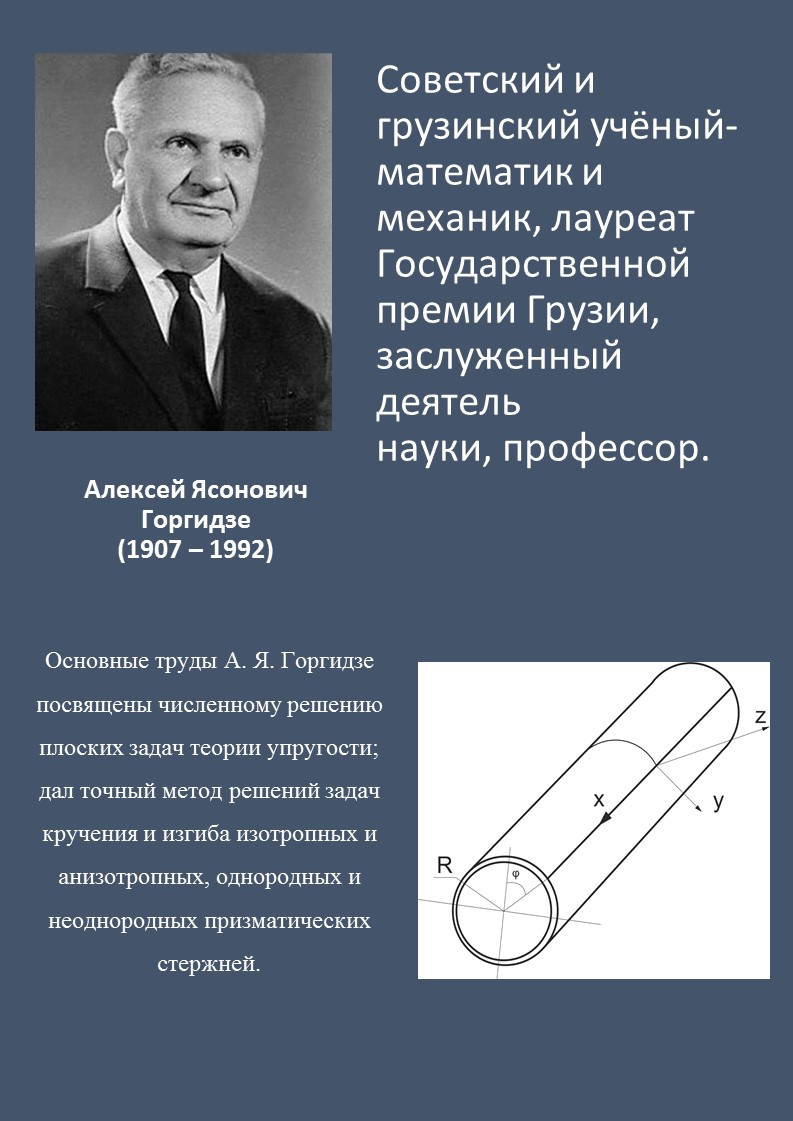 Советский и
грузинский учёный-
математик и
механик, лауреат
Государственной
премии Грузии,
заслуженный
деятель
науки, профессор.
Алексей Ясонович
Горгидзе
(1907 – 1992)
Основные труды А. Я. Горгидзе
посвящены численному решению
плоских задач теории упругости;
дал точный метод решений задач
кручения и изгиба изотропных и
анизотропных, однородных и
неоднородных призматических
стержней.
z
x
y
R
φ